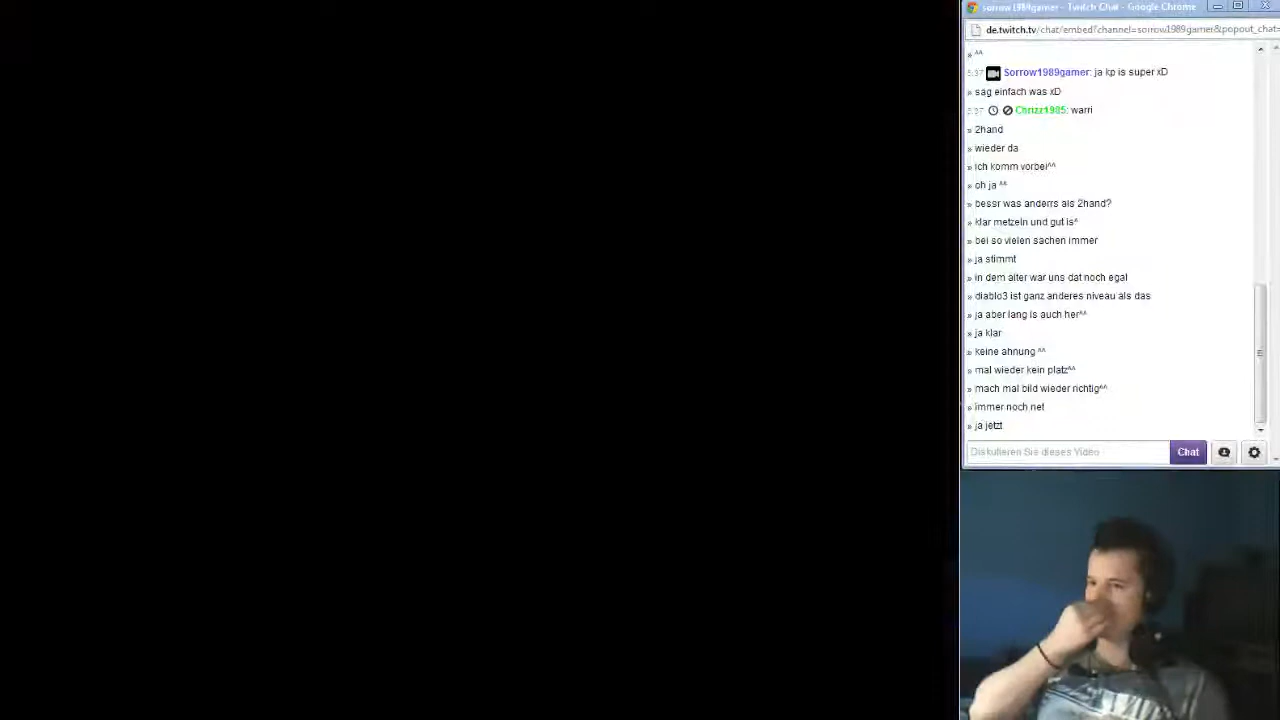 sorrow1989gamer - Twitch Chat - Google Chrome
de.twitch.tv/chat/embed?channel=sorrow1989gamer&popout_chat=
» ^^
5:37 Sorrow1989gamer: ja kp is super xD
» sag einfach was xD
5:37 Chrizz1985: warri
» 2hand
» wieder da
» ich komm vorbei^^
» oh ja ^^
» bessr was anderrs als 2hand?
» klar metzeln und gut is^
» bei so vielen sachen immer
» ja stimmt
» in dem alter war uns dat noch egal
» diablo3 ist ganz anderes niveau als das
» ja aber lang is auch her^^
» ja klar
» keine ahnung ^^
» mal wieder kein platz^^
» mach mal bild wieder richtig^^
» immer noch net
» ja jetzt
Diskutieren Sie dieses Video
Chat